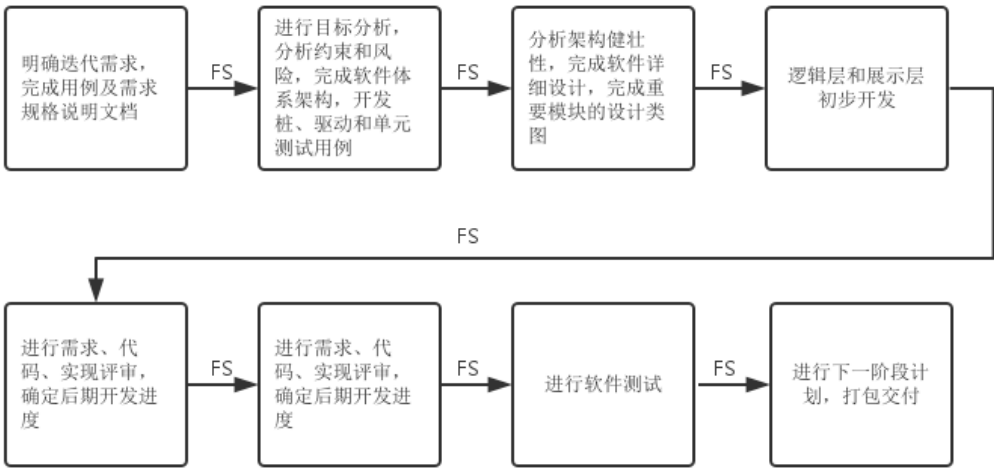 明确迭代需求，
完成用例及需求
规格说明文档
FS
进行目标分析，
分析约束和风
险，完成软件体
系架构，开发
桩、驱动和单元
测试用例
FS
分析架构健壮
性，完成软件详
细设计，完成重
要模块的设计类
图
FS
逻辑层和展示层
初步开发
FS
进行需求、代
码、实现评审，
确定后期开发进
度
FS
进行需求、代
码、实现评审，
确定后期开发进
度
FS
进行软件测试
FS
进行下一阶段计
划，打包交付